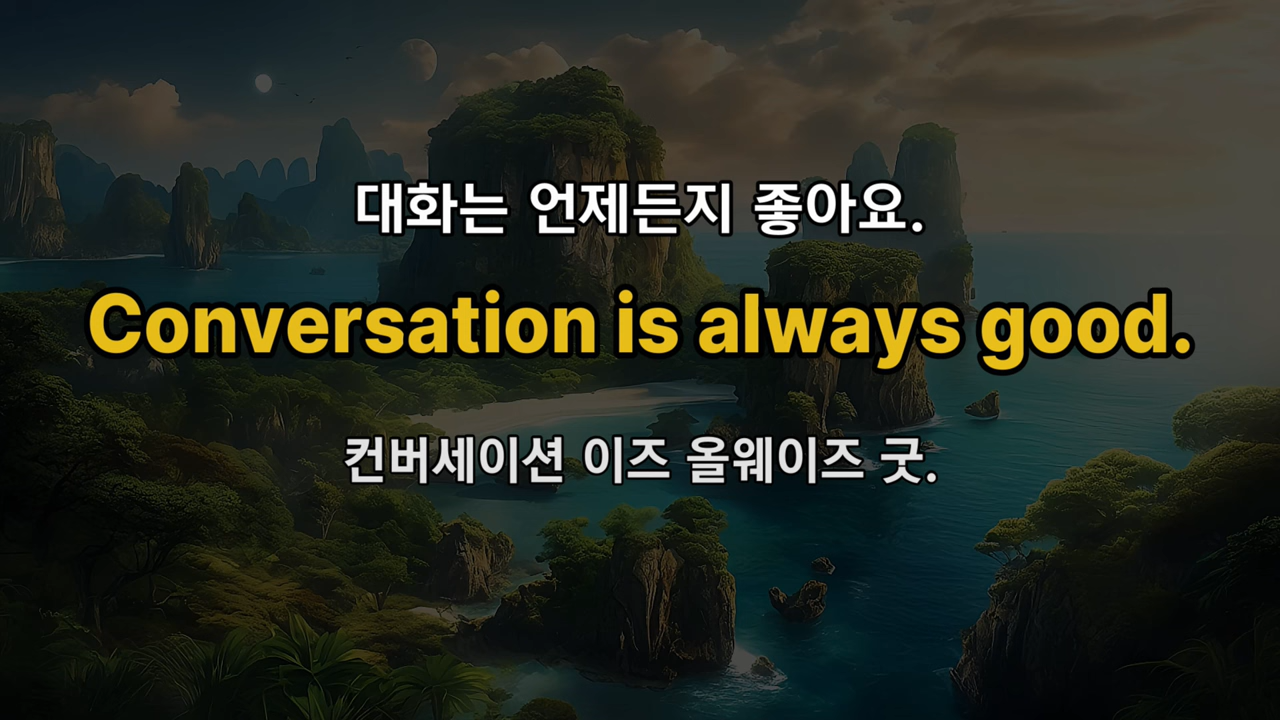 대화는 언제든지 좋아요.
Conversation is always good.
컨버세이션 이즈 올웨이즈 굿.